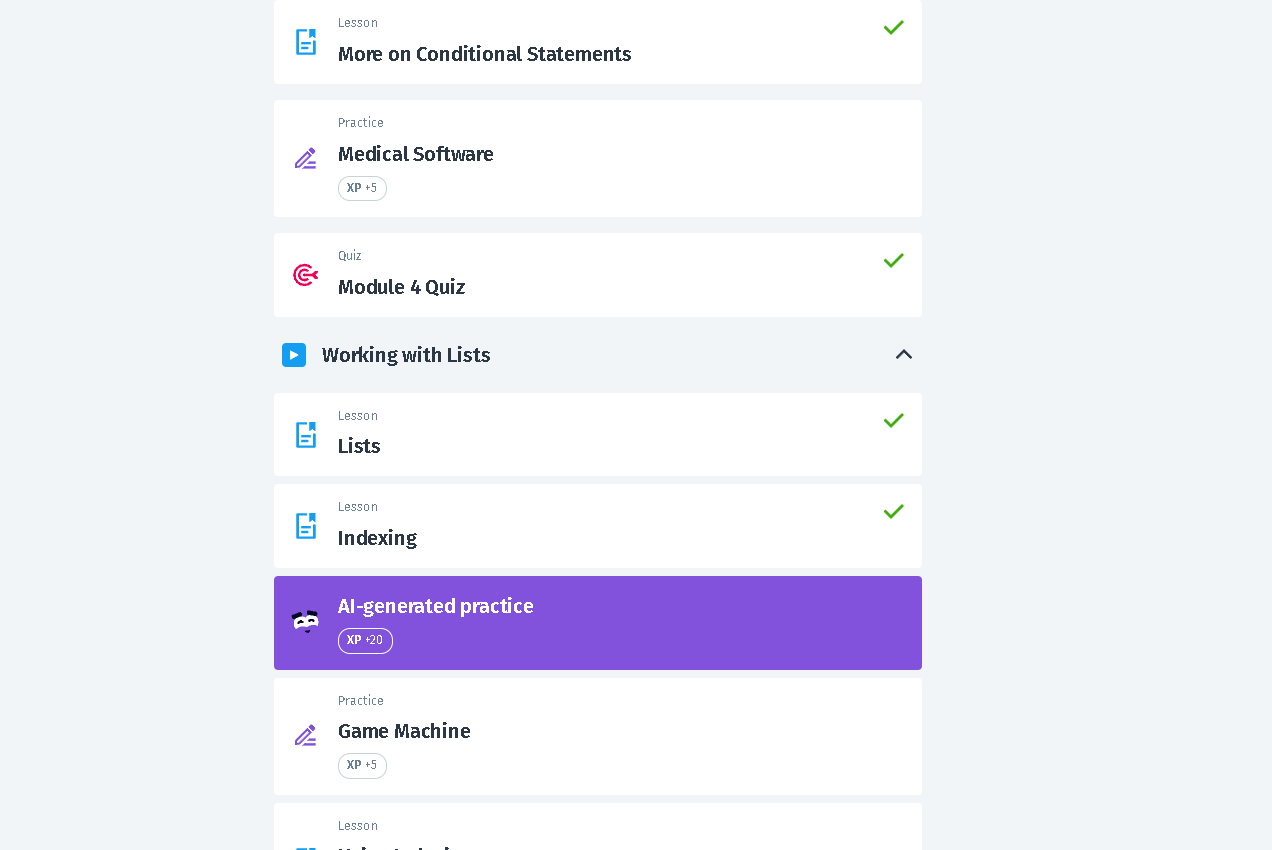 Lesson
More on Conditional Statements
Practice
Medical Software
XP +5
Quiz
Module 4 Quiz
Working with Lists
Lesson
Lists
Lesson
Indexing
AI-generated practice
XP +20
Practice
Game Machine
XP +5
Lesson